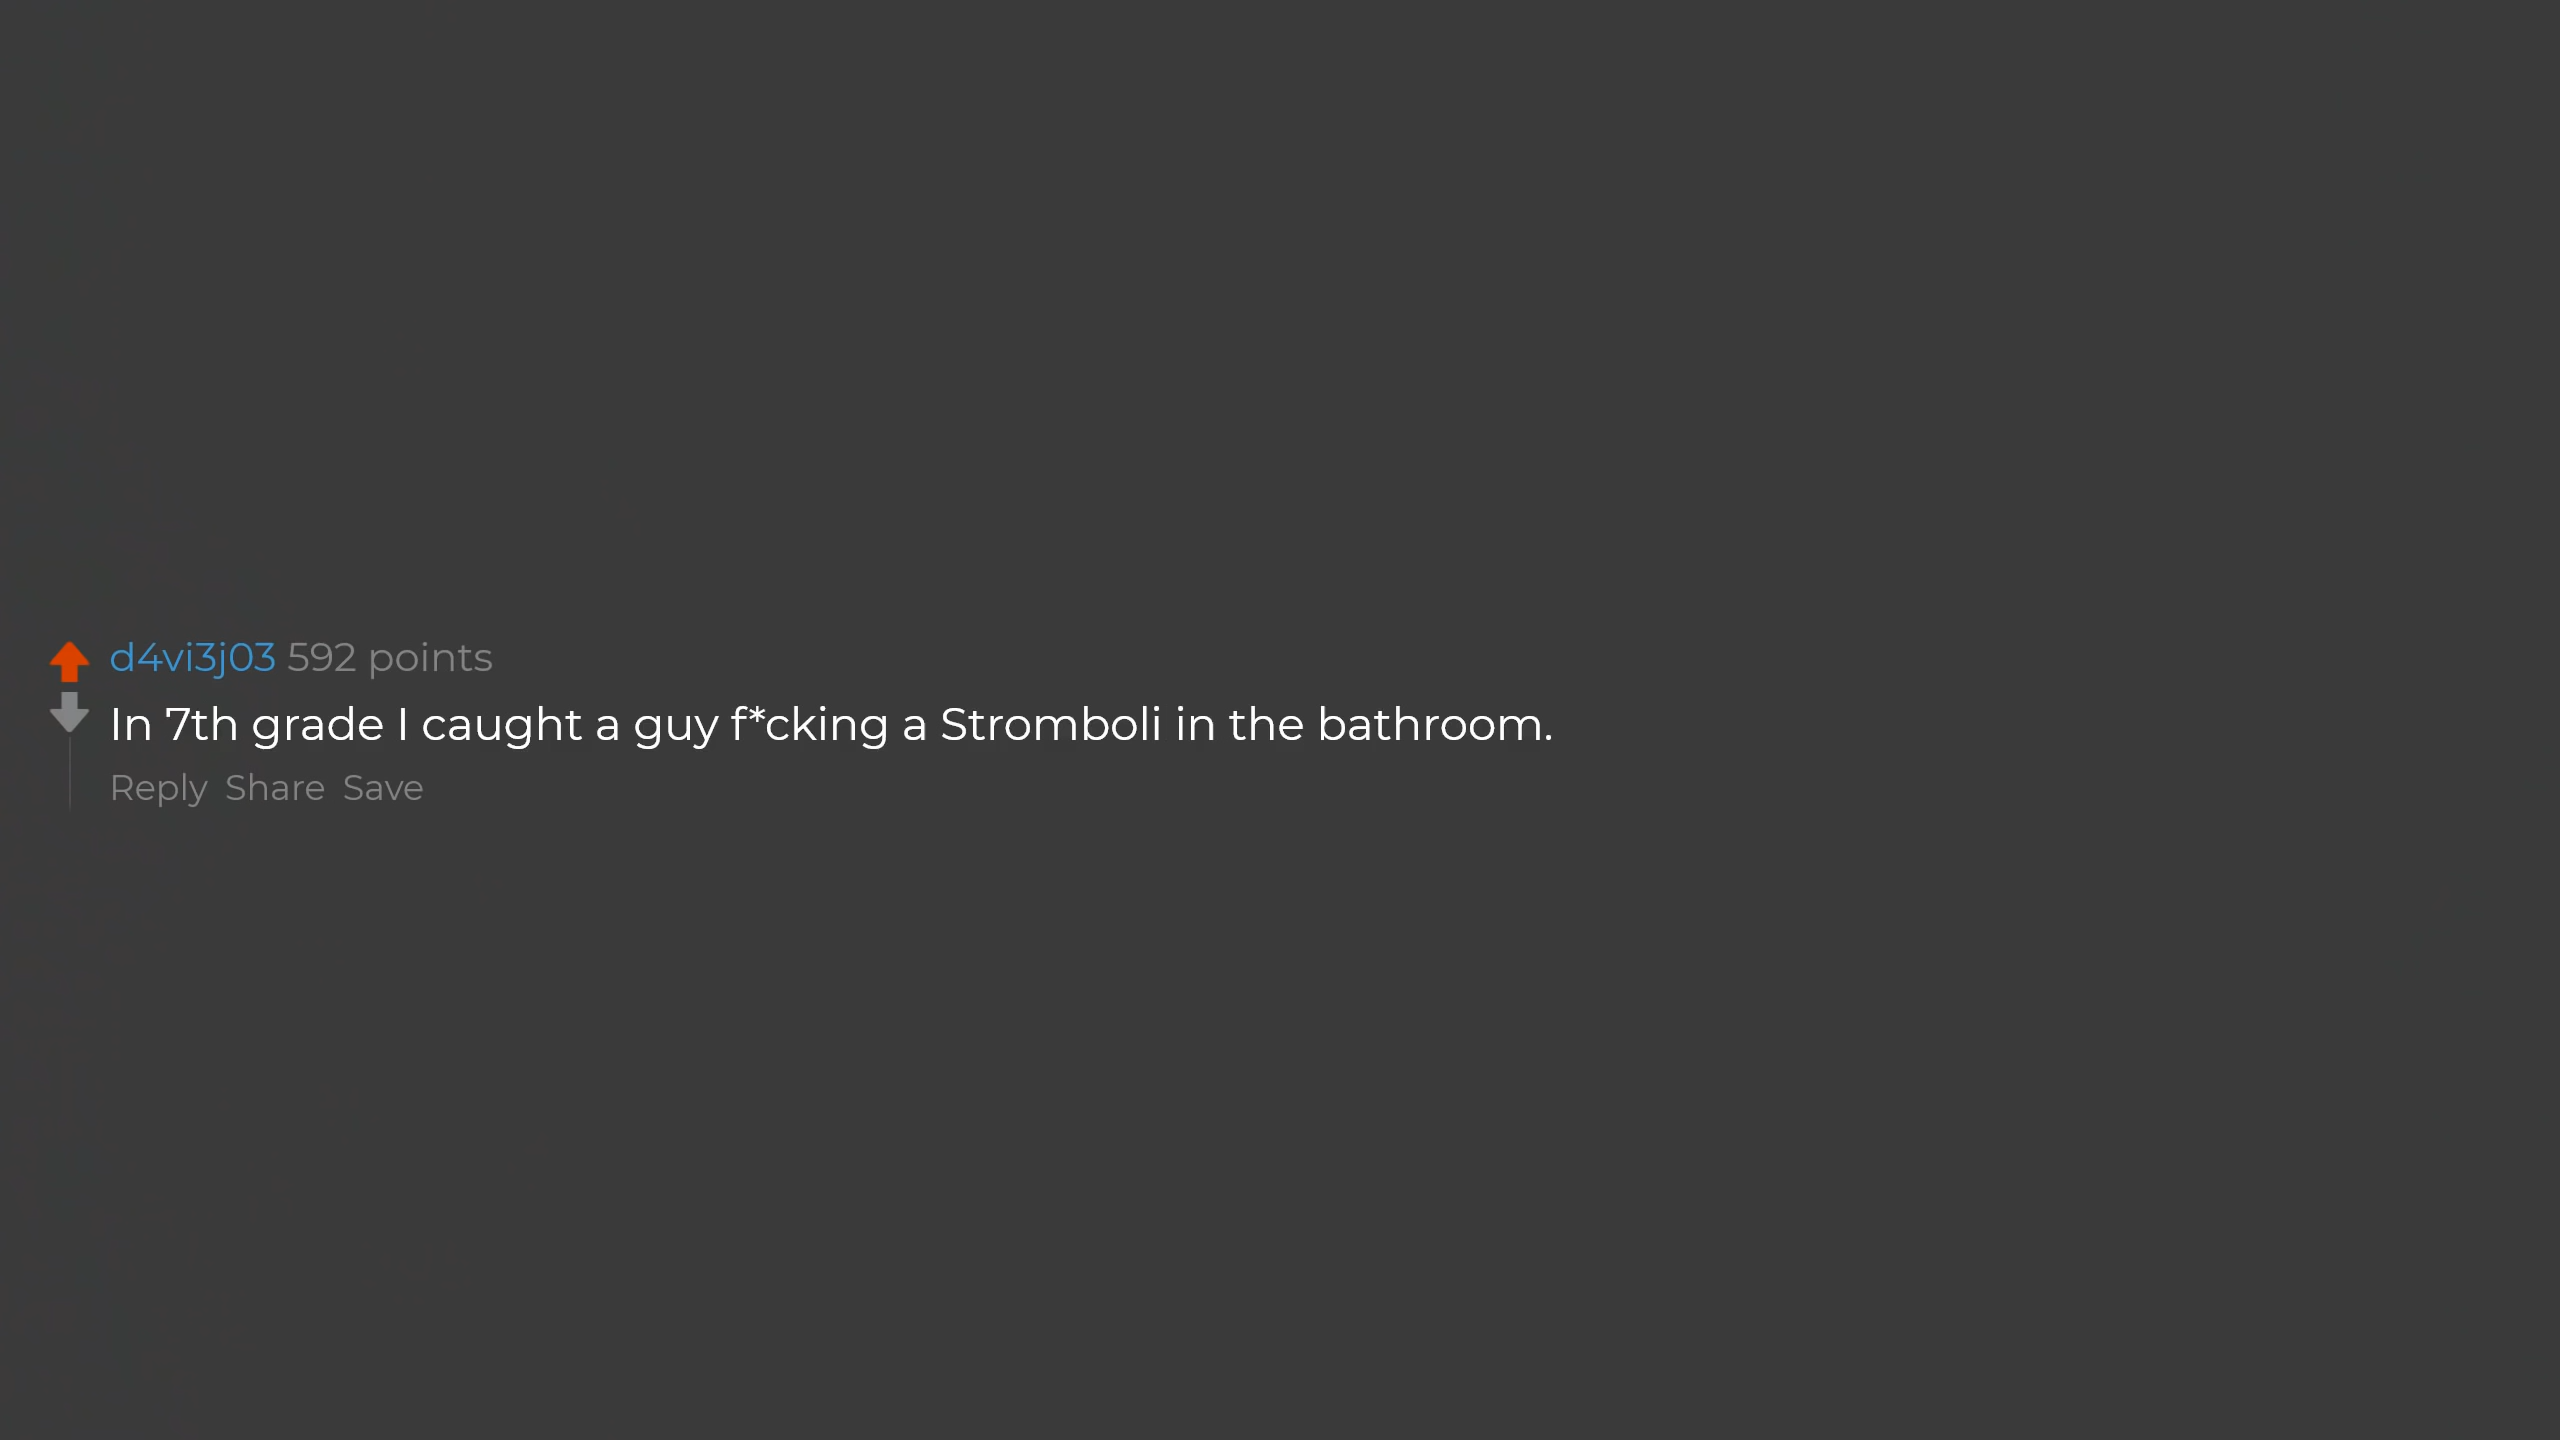 d4vi3j03 592 points
In 7th grade I caught a guy f*cking a Stromboli in the bathroom.
Reply Share Save